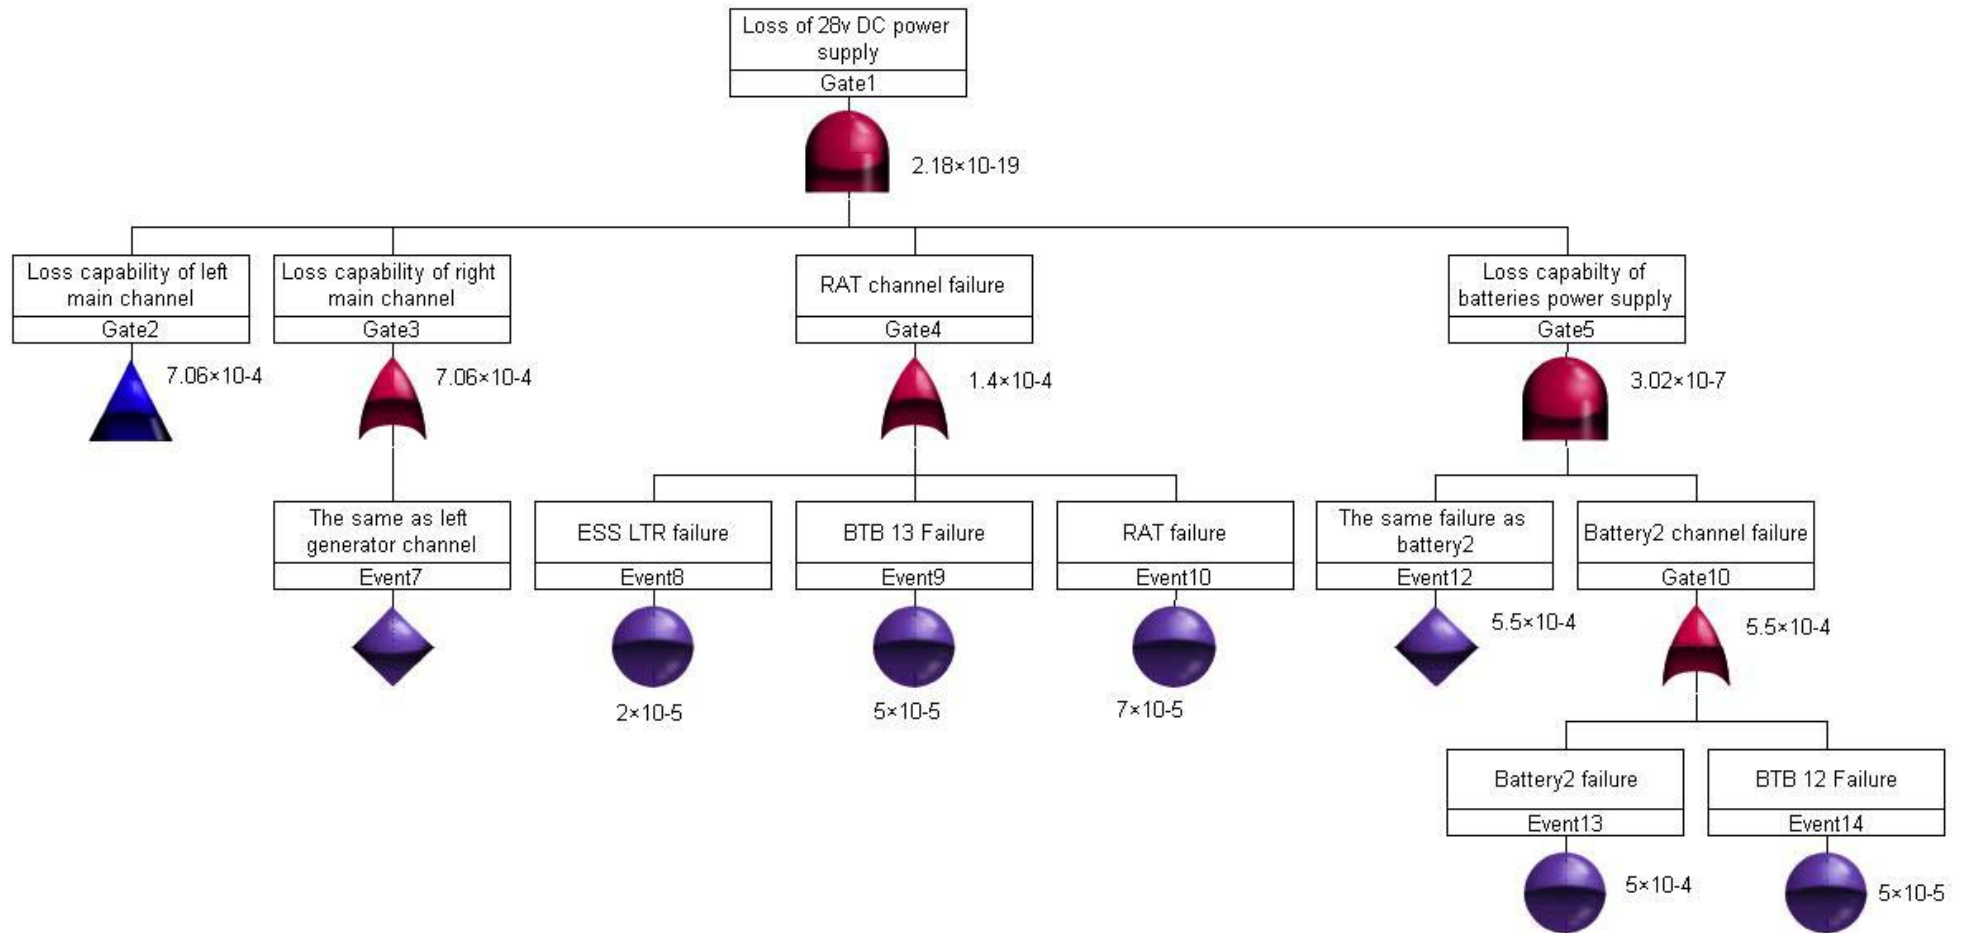 Loss of 28v DC power
supply
Gate1
2.18×10-19
Loss capability of left
main channel
Gate2
7.06×10-4
Loss capability of right
main channel
Gate3
7.06×10-4
RAT channel failure
Gate4
1.4×10-4
Loss capabilty of
batteries power supply
Gate5
3.02×10-7
The same as left
generator channel
Event7
ESS LTR failure
Event8
2×10-5
BTB 13 Failure
Event9
5×10-5
RAT failure
Event10
7×10-5
The same failure as
battery2
Event12
5.5×10-4
Battery2 channel failure
Gate10
5.5×10-4
Battery2 failure
Event13
5×10-4
BTB 12 Failure
Event14
5×10-5